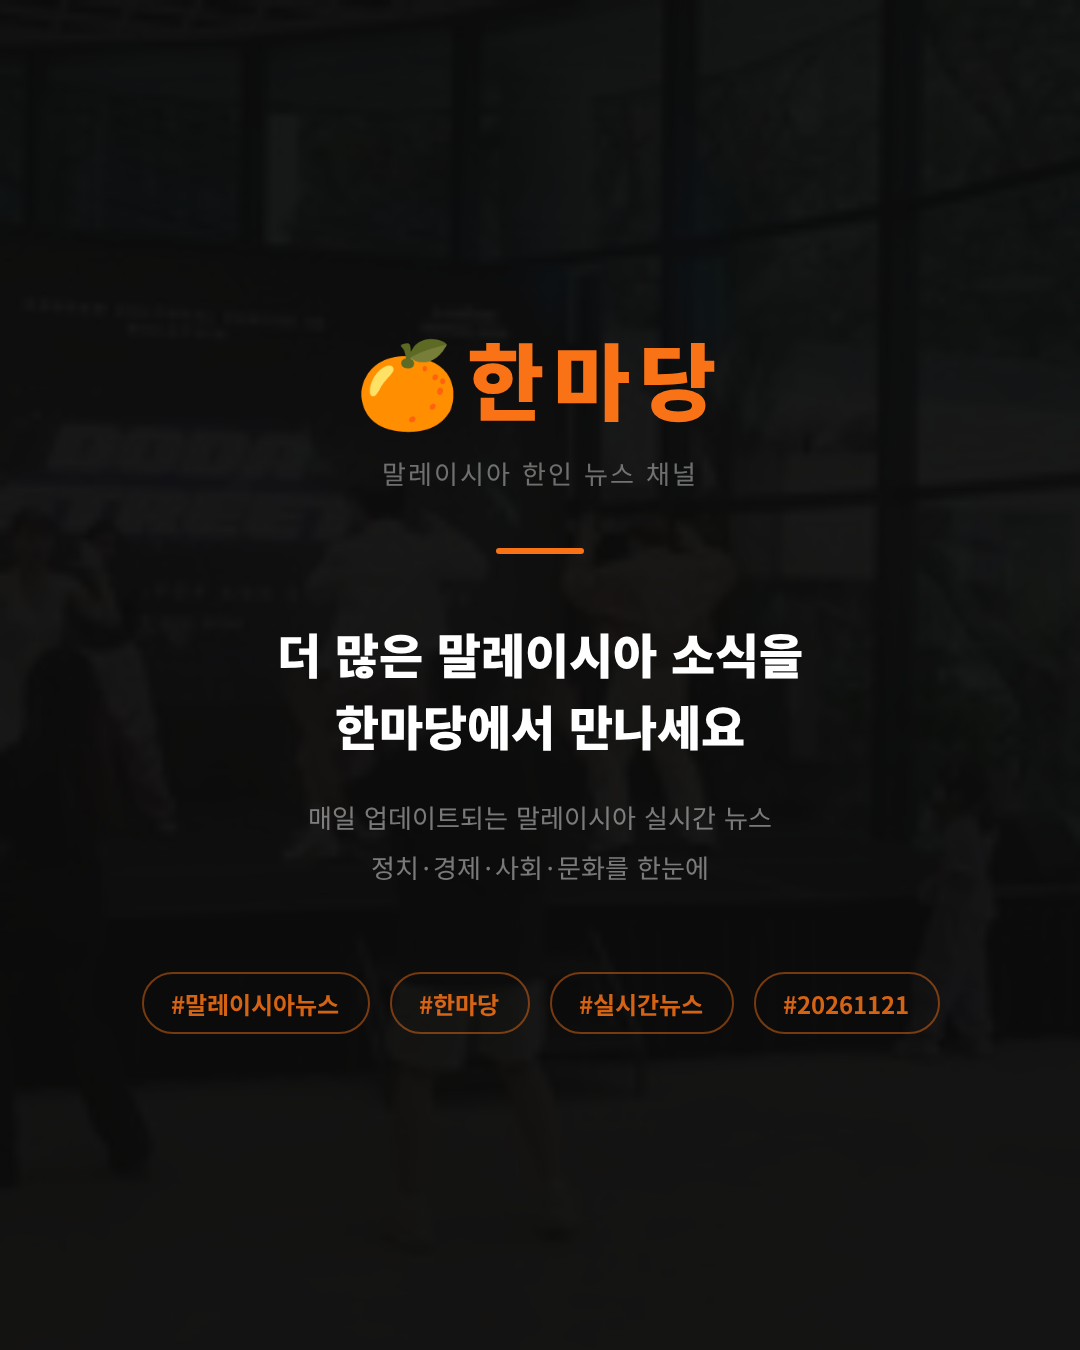 한마당
말레이시아 한인 뉴스 채널
더 많은 말레이시아 소식을
한마당에서 만나세요
매일 업데이트되는 말레이시아 실시간 뉴스
정치·경제·사회·문화를 한눈에
#말레이시아뉴스 #한마당 #실시간뉴스 #20261121